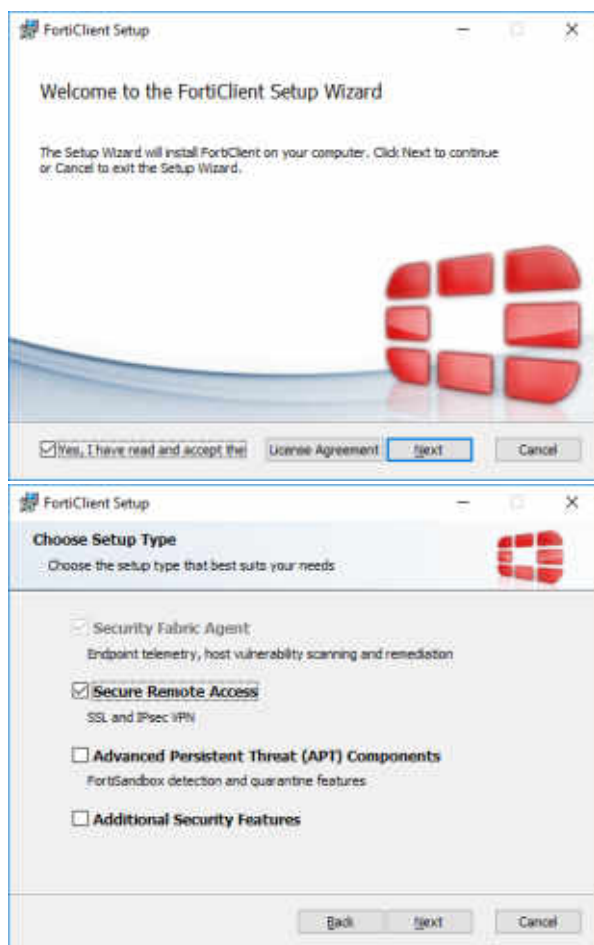 FortiClient Setup
Welcome to the FortiClient Setup Wizard
The Setup Wizard will install FortiClient on your computer. Click Next to continue
or Cancel to exit the Setup Wizard.
Yes, I have read and accept the License Agreement Next Cancel
FortiClient Setup
Choose Setup Type
Choose the setup type that best suits your needs
Security Fabric Agent
Endpoint telemetry, host vulnerability scanning and remediation
Secure Remote Access
SSL and IPsec VPN
Advanced Persistent Threat (APT) Components
FortiSandbox detection and quarantine features
Additional Security Features
Back Next Cancel